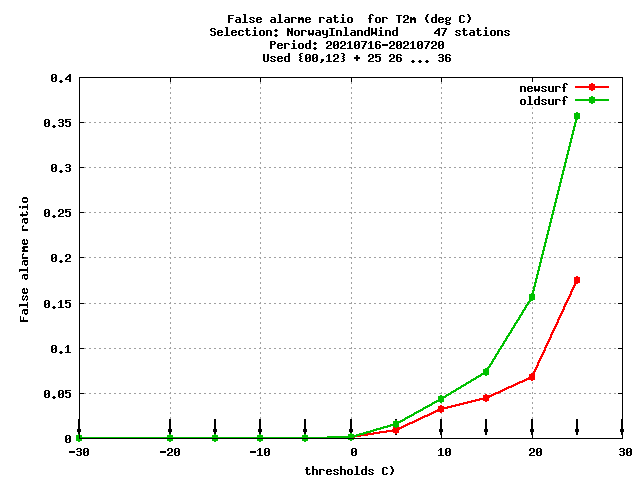 False alarme ratio  for T2m (deg C)
Selection: NorwayInlandWind     47 stations
Period: 20210716-20210720
Used {00,12} + 25 26 ... 36
newsurf
oldsurf
0.4
0.35
0.3
0.25
0.2
0.15
0.1
0.05
0
False alarme ratio
-30 -20 -10 0 10 20 30
thresholds C)